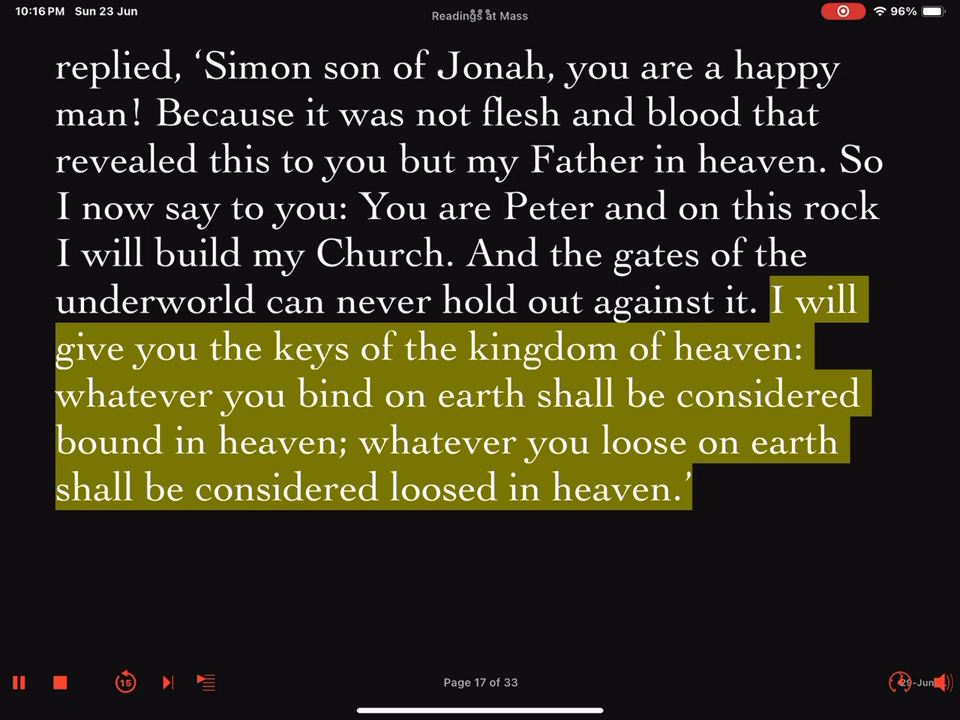 10:16 PM Sun 23 Jun
Readings at Mass
96%
replied, ‘Simon son of Jonah, you are a happy
man! Because it was not flesh and blood that
revealed this to you but my Father in heaven. So
I now say to you: You are Peter and on this rock
I will build my Church. And the gates of the
underworld can never hold out against it. I will
give you the keys of the kingdom of heaven:
whatever you bind on earth shall be considered
bound in heaven; whatever you loose on earth
shall be considered loosed in heaven.’
15
Page 17 of 33